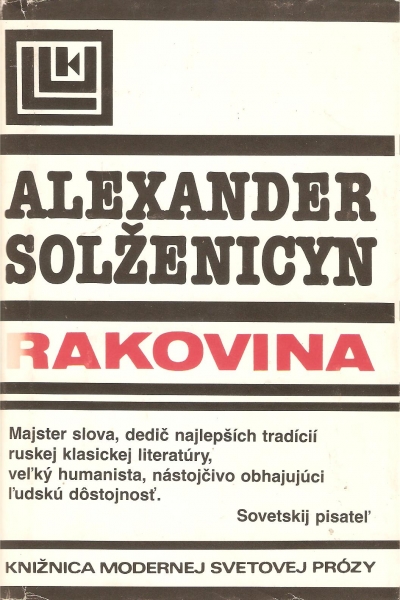 ALEXANDER
SOLŽENICYN
RAKOVINA
Majster slova, dedič najlepších tradícií
ruskej klasickej literatúry,
veľký humanista, nástojčivo obhajujúci
ľudskú dôstojnosť.
Sovetskij pisateľ
KNIŽNICA MODERNEJ SVETOVEJ PRÓZY